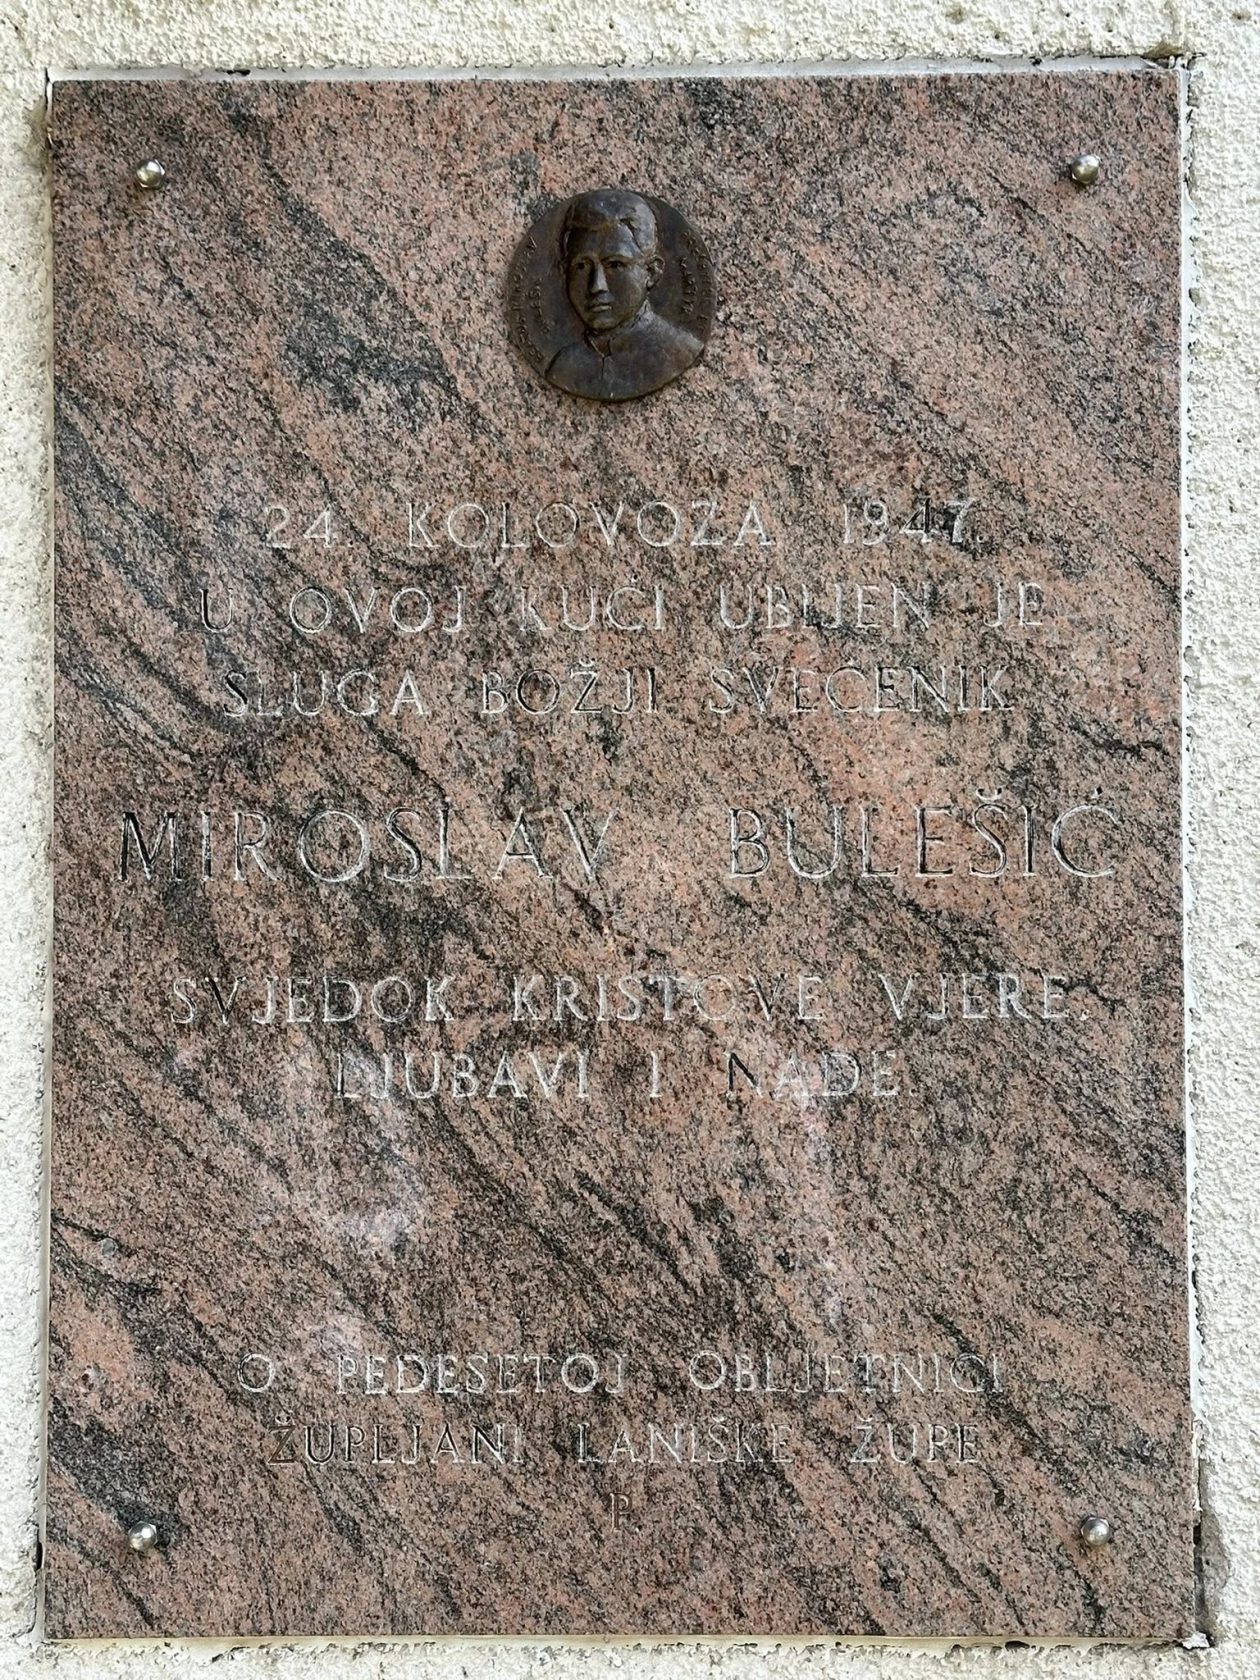 24. KOLOVOZA 1947.
U OVOJ KUĆI UBIJEN JE
SLUGA BOŽJI SVEĆENIK
MIROSLAV BULEŠIĆ
SVJEDOK KRISTOVE VJERE,
LJUBAVI I NADE.
O PEDESETOJ OBLJETNICI
ŽUPLJANI LANIŠKE ŽUPE
P